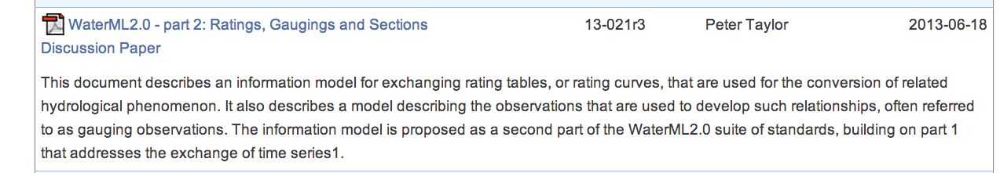 WaterML2.0 - part 2: Ratings, Gaugings and Sections 13-021r3 Peter Taylor 2013-06-18
Discussion Paper
This document describes an information model for exchanging rating tables, or rating curves, that are used for the conversion of related
hydrological phenomenon. It also describes a model describing the observations that are used to develop such relationships, often referred
to as gauging observations. The information model is proposed as a second part of the WaterML2.0 suite of standards, building on part 1
that addresses the exchange of time series1.